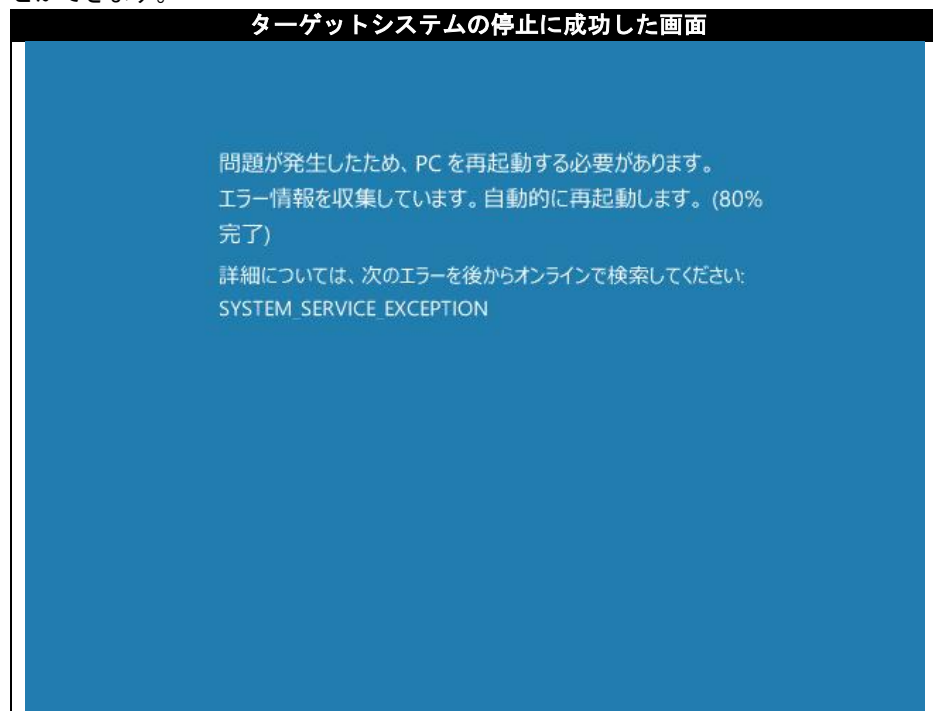 ターゲットシステムの停止に成功した画面
問題が発生したため、PC を再起動する必要があります。
エラー情報を収集しています。自動的に再起動します。(80%
完了)
詳細については、次のエラーを後からオンラインで検索してください:
SYSTEM_SERVICE_EXCEPTION